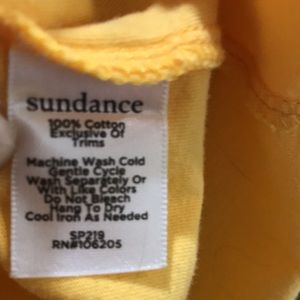 sundance
100% Cotton
Exclusive Of
Trims
Machine Wash Cold
Gentle Cycle
Wash Separately Or
With Like Colors
Do Not Bleach
Hang To Dry
Cool Iron As Needed
SP219
RN#106205